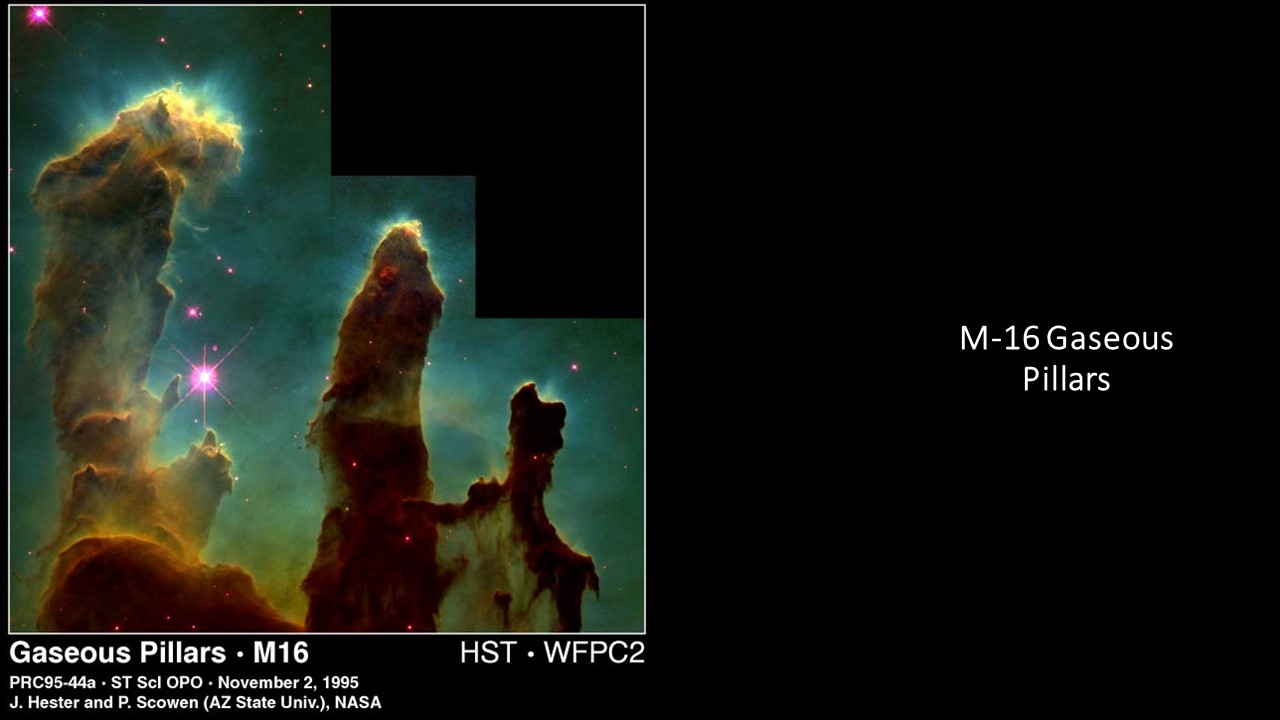 Gaseous Pillars · M16 HST · WFPC2
PRC95-44a · ST ScI OPO · November 2, 1995
J. Hester and P. Scowen (AZ State Univ.), NASA
M-16 Gaseous
Pillars